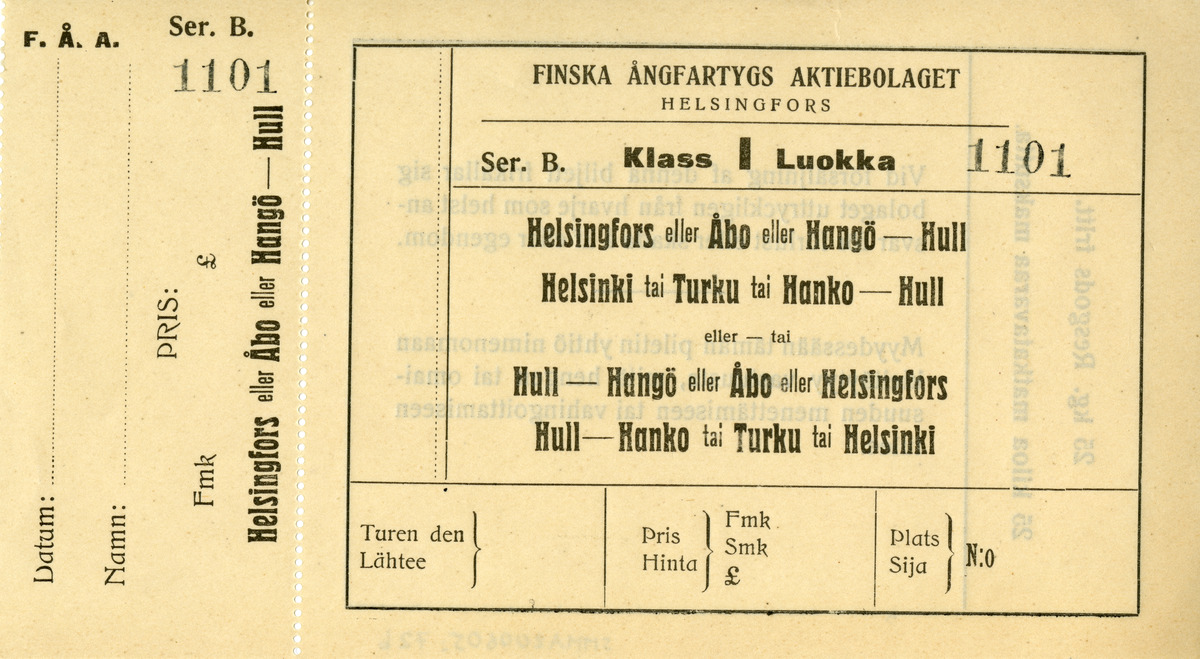 F. Å. A.
Ser. B.
1101
Datum:
Namn:
PRIS:
Fmk £
Helsingfors eller Åbo eller Hangö — Hull
FINSKA ÅNGFARTYGS AKTIEBOLAGET
HELSINGFORS
Ser. B. Klass I Luokka 1101
Helsingfors eller Åbo eller Hangö — Hull
Helsinki tai Turku tai Hanko — Hull
eller — tai
Hull — Hangö eller Åbo eller Helsingfors
Hull — Hanko tai Turku tai Helsinki
Turen den
Lähtee
Pris
Hinta
Fmk
Smk
£
Plats
Sija
N:o